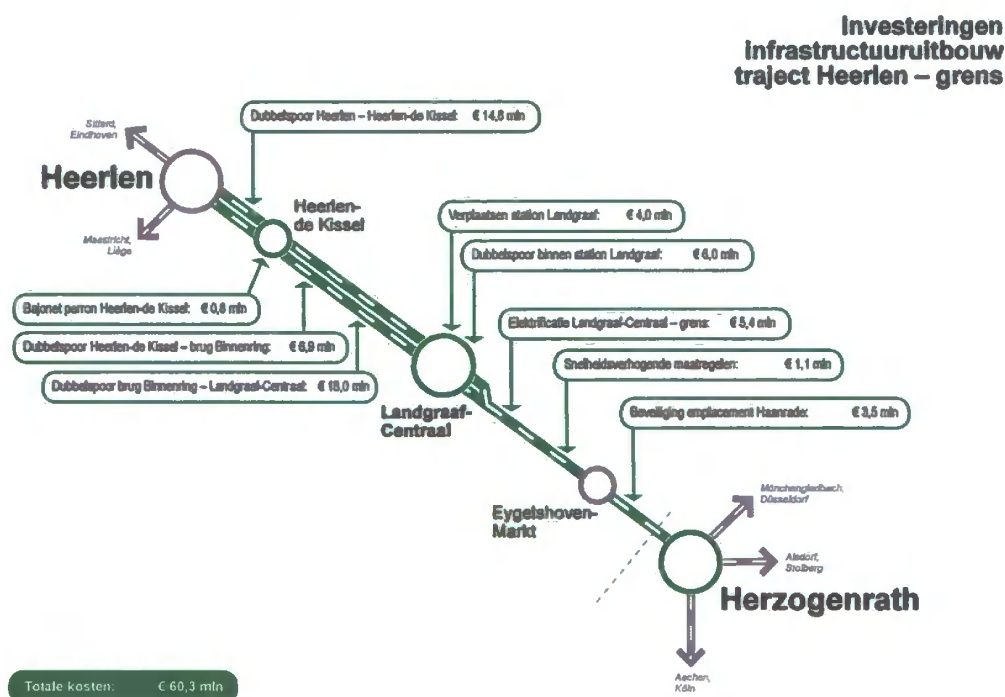 Investeringen
infrastructuuruitbouw
traject Heerlen – grens
Dubbelspoor Heerlen – Heerlen-de Kissel: € 14,6 mln
Sittard,
Eindhoven
Heerlen
Maastricht,
Liège
Heerlen-
de Kissel
Verplaatsen station Landgraaf: € 4,0 mln
Dubbelspoor binnen station Landgraaf: € 6,0 mln
Bajonet perron Heerlen-de Kissel: € 0,8 mln
Elektrificatie Landgraaf-Centraal – grens: € 5,4 mln
Dubbelspoor Heerlen-de Kissel – brug Binnenring: € 6,9 mln
Snelheidsverhogende maatregelen: € 1,1 mln
Dubbelspoor brug Binnenring – Landgraaf-Centraal: € 18,0 mln
Landgraaf-
Centraal
Beveiliging emplacement Haanrade: € 3,5 mln
Eygelshoven-
Markt
Mönchengladbach,
Düsseldorf
Alsdorf,
Stolberg
Herzogenrath
Aachen,
Köln
Totale kosten: € 60,3 mln